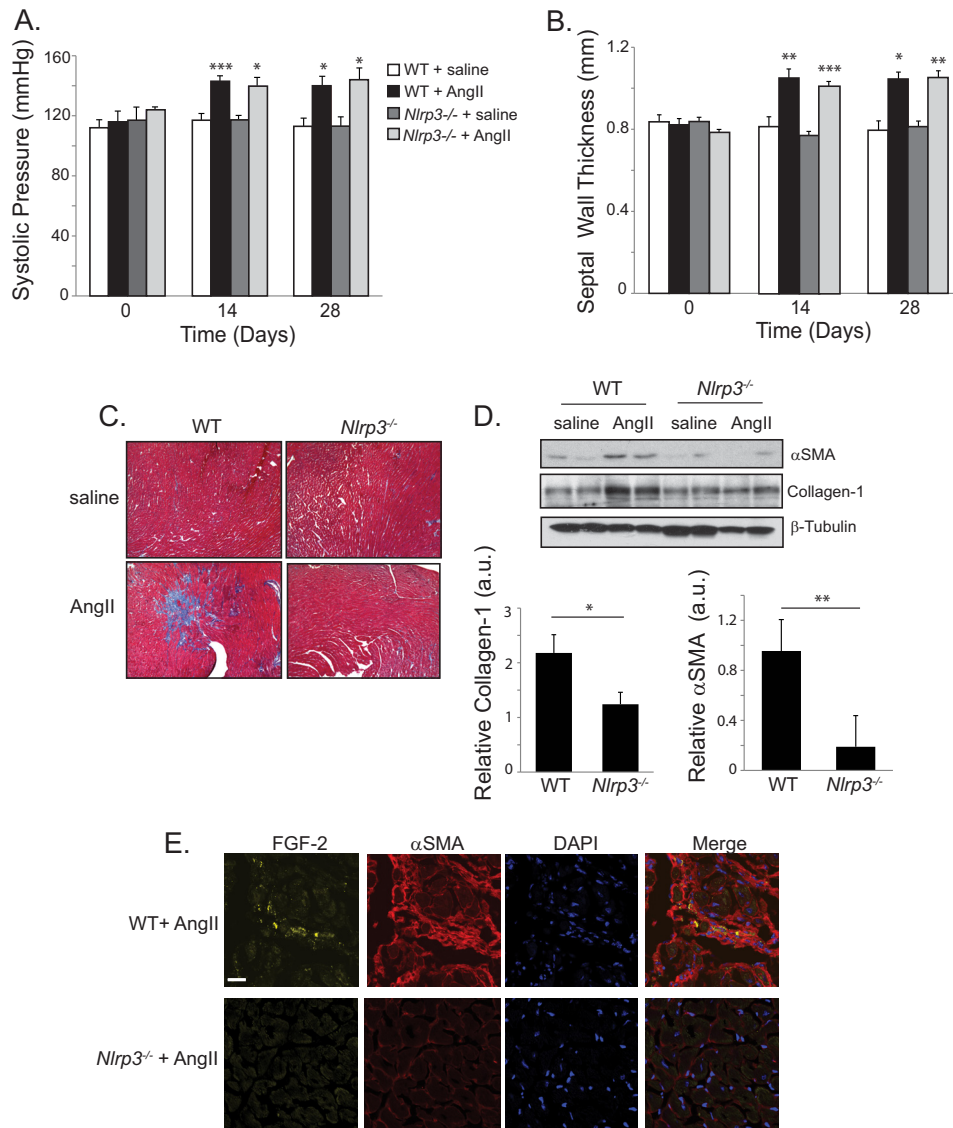 A.
Systolic Pressure (mmHg)
160
120
80
40
0
***
*
*
*
0
14
28
Time (Days)
WT + saline
WT + AngII
Nlrp3-/- + saline
Nlrp3-/- + AngII
B.
Septal Wall Thickness (mm)
1.2
0.8
0.4
0
**
***
*
**
0
14
28
Time (Days)
C.
WT
Nlrp3-/-
saline
AngII
D.
WT
Nlrp3-/-
saline
AngII
saline
AngII
αSMA
Collagen-1
β-Tubulin
Relative Collagen-1 (a.u.)
3
2
1
0
*
WT
Nlrp3-/-
Relative αSMA (a.u.)
1.2
0.8
0.4
0
**
WT
Nlrp3-/-
E.
FGF-2
αSMA
DAPI
Merge
WT+ AngII
Nlrp3-/- + AngII